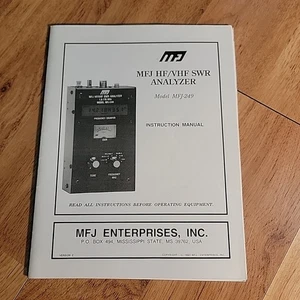 MFJ
MFJ HF/VHF SWR
ANALYZER
Model MFJ-249
INSTRUCTION MANUAL
READ ALL INSTRUCTIONS BEFORE OPERATING EQUIPMENT.
MFJ ENTERPRISES, INC.
P.O. BOX 494, MISSISSIPPI STATE, MS 39762, USA